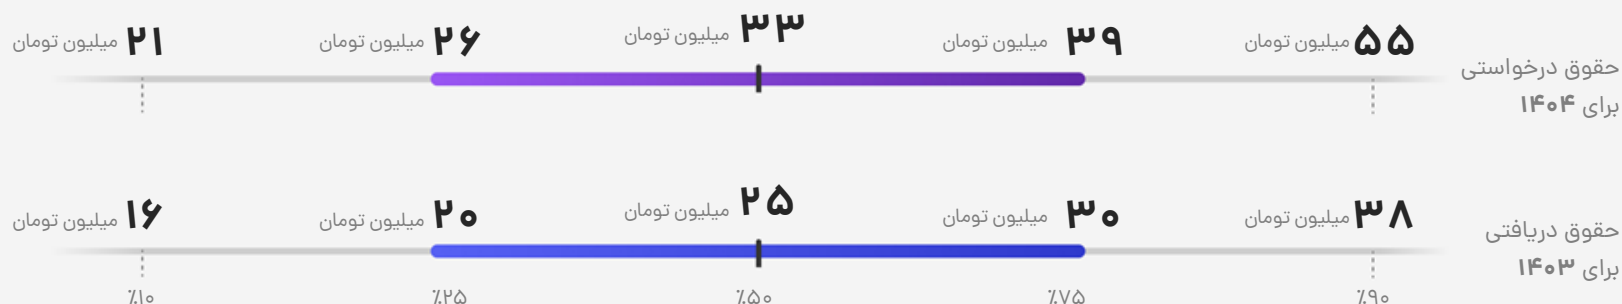 ۵۵ میلیون تومان
۳۹ میلیون تومان
۳۳ میلیون تومان
۲۶ میلیون تومان
۲۱ میلیون تومان
حقوق درخواستی
برای ۱۴۰۴
۳۸ میلیون تومان
۳۰ میلیون تومان
۲۵ میلیون تومان
۲۰ میلیون تومان
۱۶ میلیون تومان
حقوق دریافتی
برای ۱۴۰۳
٪۹۰
٪۷۵
٪۵۰
٪۲۵
٪۱۰